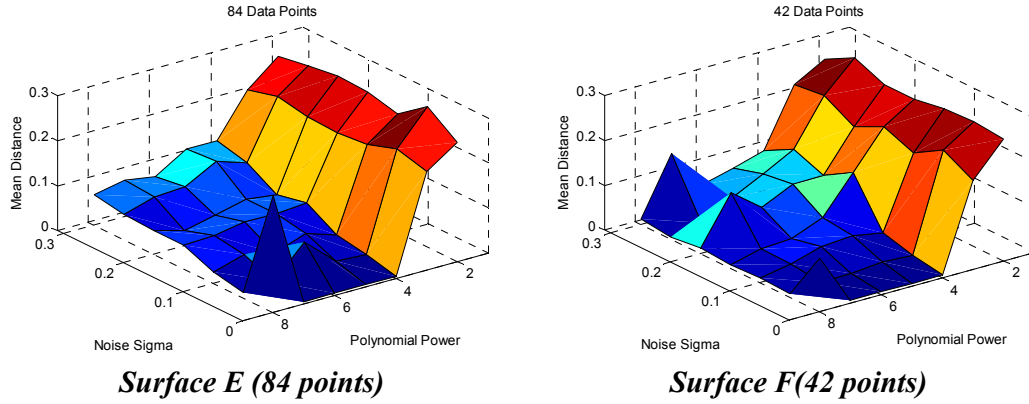 84 Data Points
0.3
0.2
0.1
0
Mean Distance
0.3
0.2
0.1
0
Noise Sigma
8
6
4
2
Polynomial Power
Surface E (84 points)
42 Data Points
0.3
0.2
0.1
0
Mean Distance
0.3
0.2
0.1
0
Noise Sigma
8
6
4
2
Polynomial Power
Surface F(42 points)